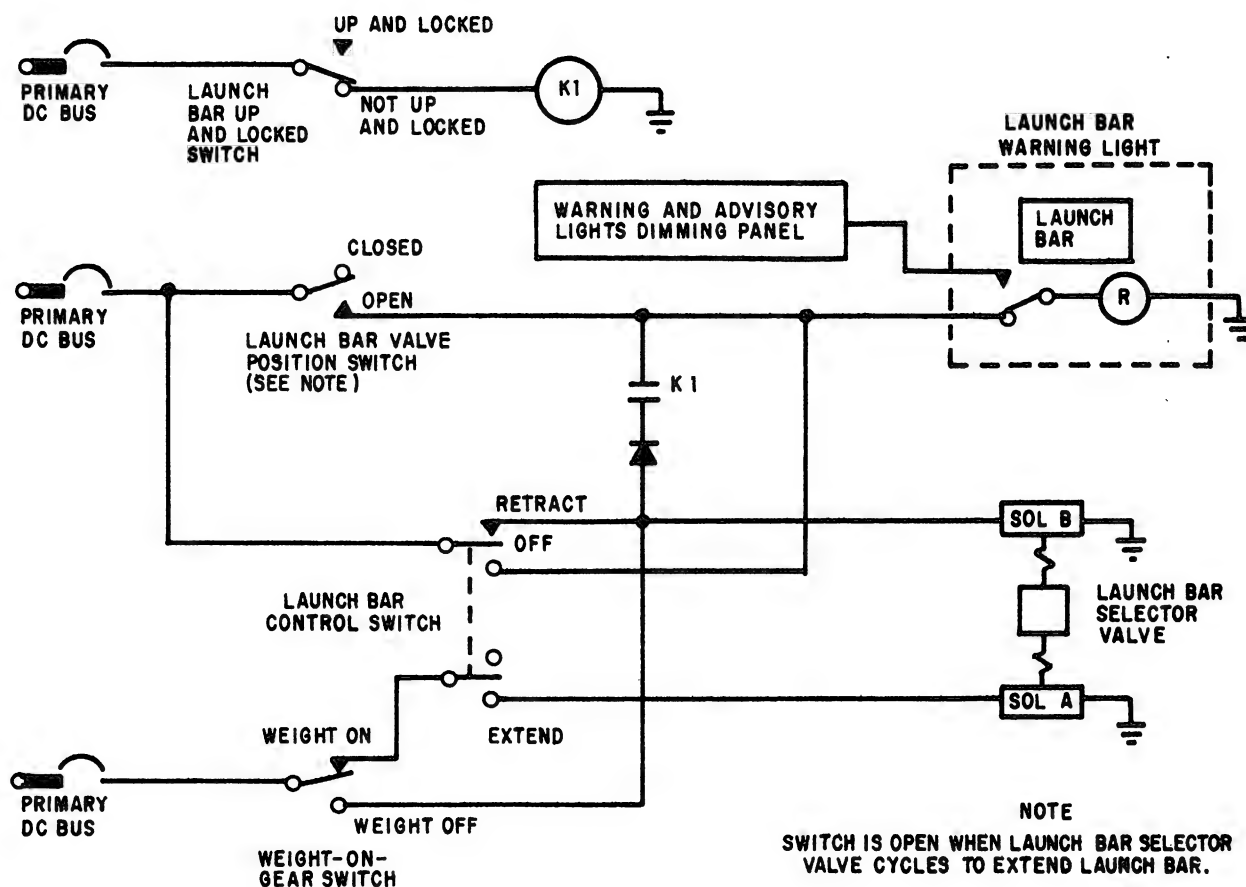 UP AND LOCKED
PRIMARY
DC BUS
LAUNCH
BAR UP
AND LOCKED
SWITCH
NOT UP
AND LOCKED
K1
LAUNCH BAR
WARNING LIGHT
WARNING AND ADVISORY
LIGHTS DIMMING PANEL
LAUNCH
BAR
R
CLOSED
OPEN
PRIMARY
DC BUS
LAUNCH BAR VALVE
POSITION SWITCH
(SEE NOTE)
K1
RETRACT
OFF
SOL B
LAUNCH BAR
CONTROL SWITCH
LAUNCH BAR
SELECTOR
VALVE
SOL A
WEIGHT ON
EXTEND
PRIMARY
DC BUS
WEIGHT OFF
WEIGHT-ON-
GEAR SWITCH
NOTE
SWITCH IS OPEN WHEN LAUNCH BAR SELECTOR
VALVE CYCLES TO EXTEND LAUNCH BAR.